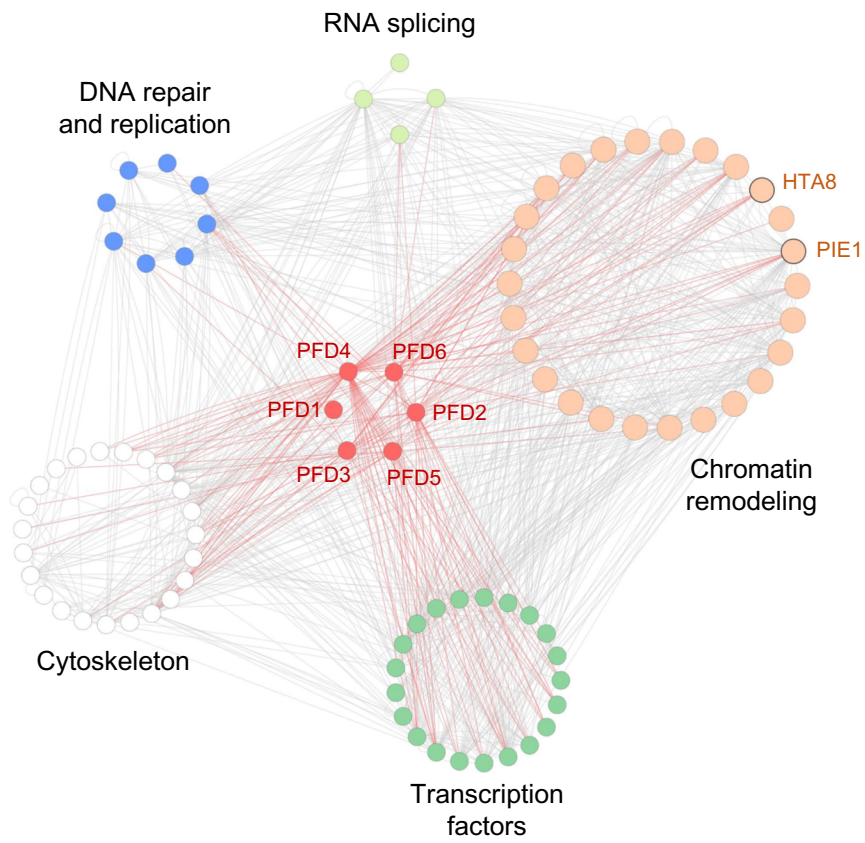 RNA splicing
DNA repair
and replication
HTA8
PIE1
PFD4
PFD6
PFD1
PFD2
PFD3
PFD5
Chromatin
remodeling
Cytoskeleton
Transcription
factors